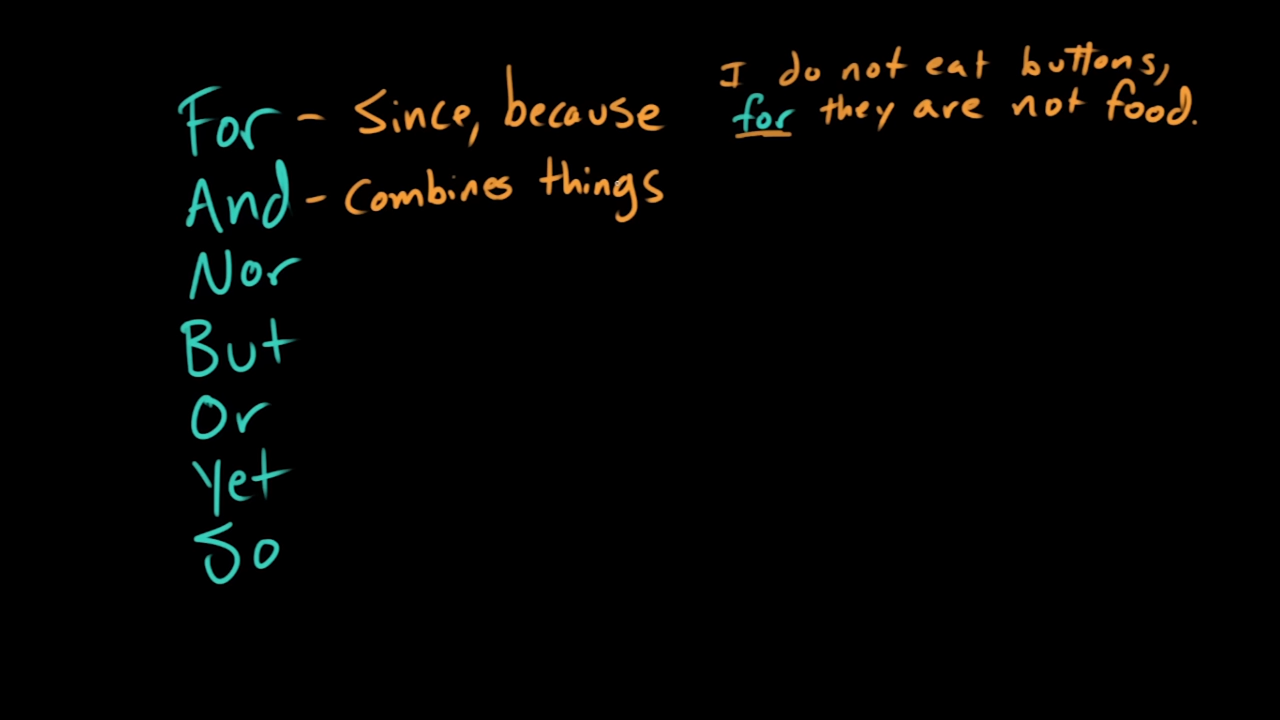 For - Since, because
I do not eat buttons,
for they are not food.
And - combines things
Nor
But
Or
Yet
So